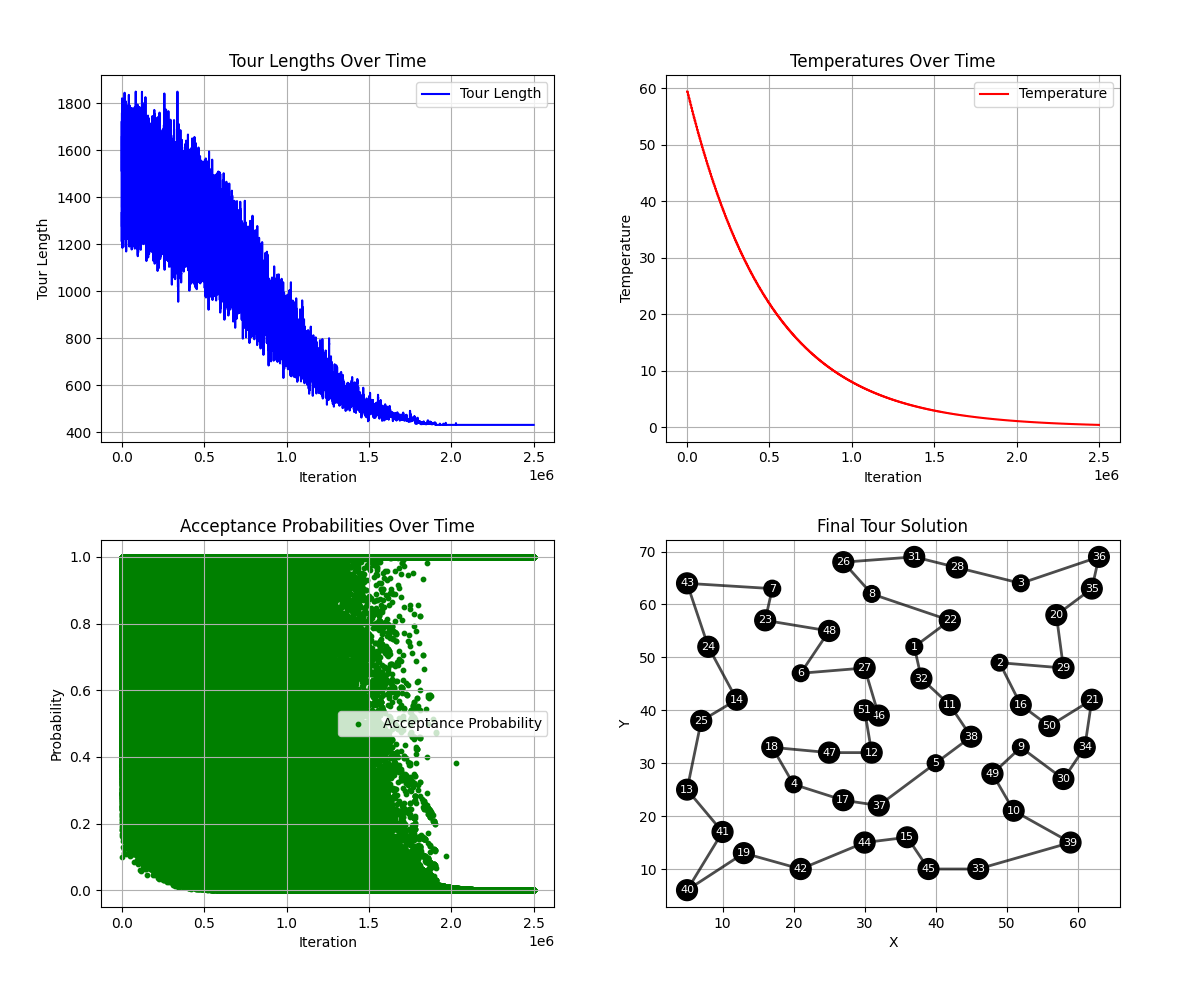 Tour Lengths Over Time
Tour Length
1800
1600
1400
1200
1000
800
600
400
Tour Length
0.0 0.5 1.0 1.5 2.0 2.5
1e6
Iteration
Temperatures Over Time
Temperature
60
50
40
30
20
10
0
Temperature
0.0 0.5 1.0 1.5 2.0 2.5
1e6
Iteration
Acceptance Probabilities Over Time
1.0
0.8
0.6
0.4
0.2
0.0
Probability
Acceptance Probability
0.0 0.5 1.0 1.5 2.0 2.5
1e6
Iteration
Final Tour Solution
70
60
50
40
30
20
10
Y
26 31 28 36
43 7 8 3 35
23 48 22 20
24 6 27 1 2 29
32
14 51 46 11 16 21
25 50
18 47 12 38 9 34
13 4 5 49 30
17 37 10
41 44 15 39
19 42 45 33
40
10 20 30 40 50 60
X